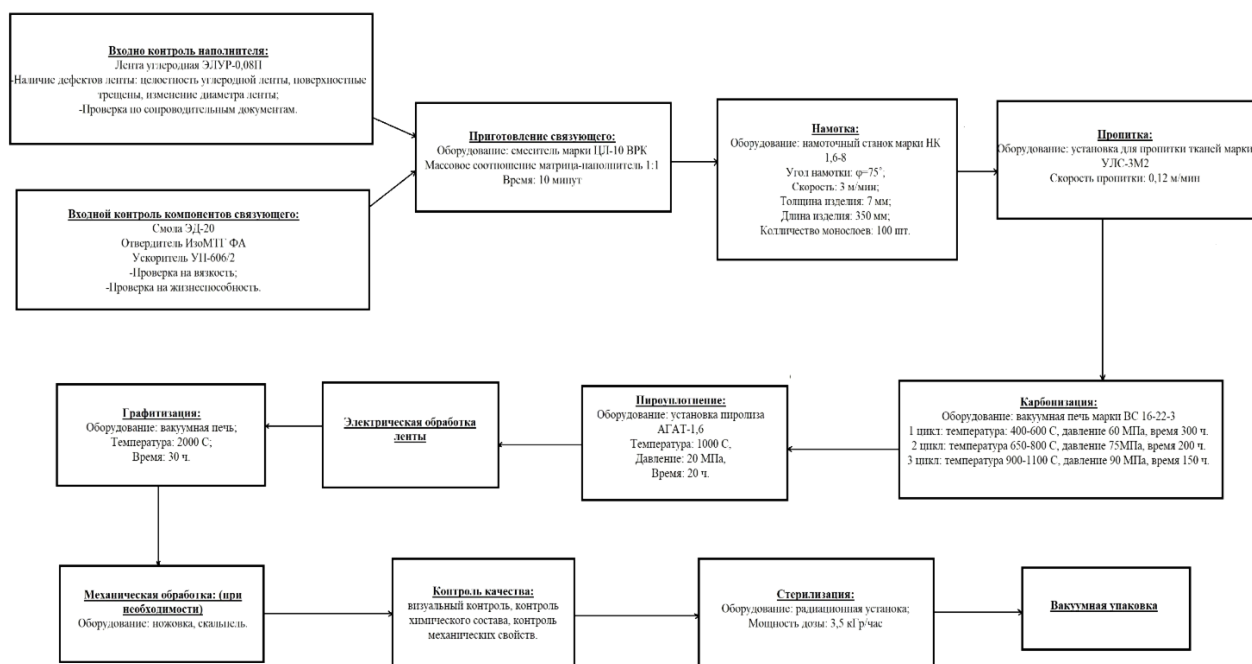 Входно контроль наполнителя:
Лента углеродная ЭЛУР-0,08П
-Наличие дефектов ленты: целостность углеродной ленты, поверхностные
трещены, изменение диаметра ленты;
-Проверка по сопроводительным документам.
Входной контроль компонентов связующего:
Смола ЭД-20
Отвердитель ИзоМТГФА
Ускоритель УП-606/2
-Проверка на вязкость;
-Проверка на жизнеспособность.
Приготовление связующего:
Оборудование: смеситель марки ЦЛ-10 ВРК
Массовое соотношение матрица-наполнитель 1:1
Время: 10 минут
Намотка:
Оборудование: намоточный станок марки НК
1,6-8
Угол намотки: φ=75˚;
Скорость: 3 м/мин;
Толщина изделия: 7 мм;
Длина изделия: 350 мм;
Колличество монослоев: 100 шт.
Пропитка:
Оборудование: установка для пропитки тканей марки
УЛС-3М2
Скорость пропитки: 0,12 м/мин
Карбонизация:
Оборудование: вакуумная печь марки ВС 16-22-3
1 цикл: температура: 400-600 С, давление 60 МПа, время 300 ч.
2 цикл: температура 650-800 С, давление 75МПа, время 200 ч.
3 цикл: температура 900-1100 С, давление 90 МПа, время 150 ч.
Пироуплотнение:
Оборудование: установка пиролиза
АГАТ-1,6
Температура: 1000 С,
Давление: 20 МПа,
Время: 20 ч.
Электрическая обработка
ленты
Графитизация:
Оборудование: вакуумная печь;
Температура: 2000 С;
Время: 30 ч.
Механическая обработка: (при
необходимости)
Оборудование: ножовка, скальпель.
Контроль качества:
визуальный контроль, контроль
химического состава, контроль
механических свойств.
Стерилизация:
Оборудование: радиационная устанока;
Мощность дозы: 3,5 кГр/час
Вакуумная упаковка